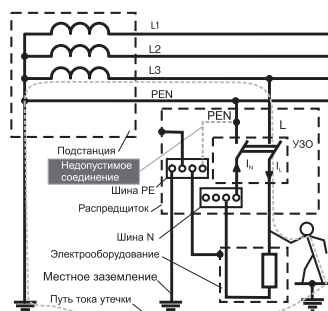 L1
L2
L3
PEN
PEN
L
УЗО
Подстанция
Недопустимое
соединение
IN
IL
Шина PE
Распредщиток
Шина N
Электрооборудование
Местное заземление
Путь тока утечки